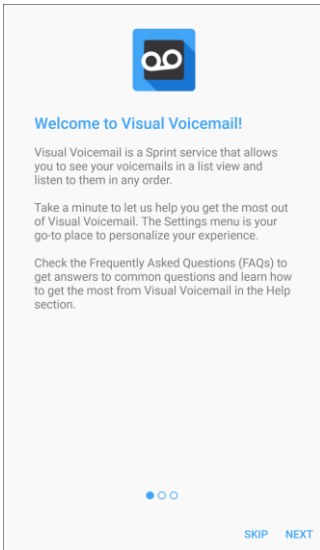 Welcome to Visual Voicemail!
Visual Voicemail is a Sprint service that allows
you to see your voicemails in a list view and
listen to them in any order.
Take a minute to let us help you get the most out
of Visual Voicemail. The Settings menu is your
go-to place to personalize your experience.
Check the Frequently Asked Questions (FAQs) to
get answers to common questions and learn how
to get the most from Visual Voicemail in the Help
section.
SKIP NEXT